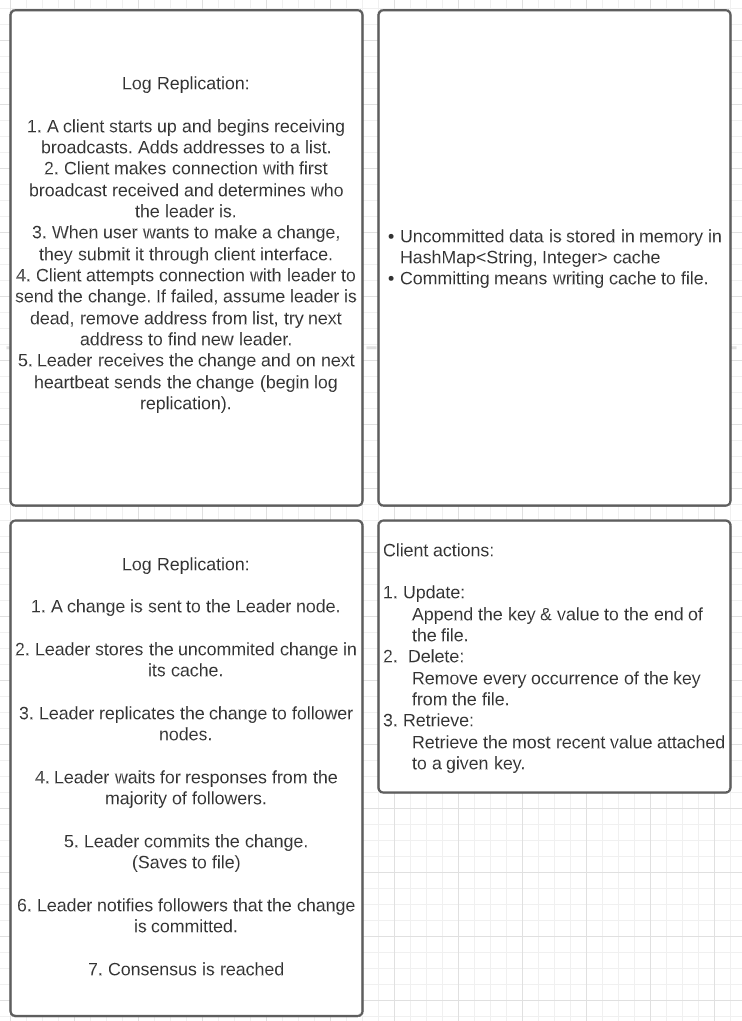 Log Replication:
1. A client starts up and begins receiving
broadcasts. Adds addresses to a list.
2. Client makes connection with first
broadcast received and determines who
the leader is.
3. When user wants to make a change,
they submit it through client interface.
4. Client attempts connection with leader to
send the change. If failed, assume leader is
dead, remove address from list, try next
address to find new leader.
5. Leader receives the change and on next
heartbeat sends the change (begin log
replication).
• Uncommitted data is stored in memory in
HashMap<String, Integer> cache
• Committing means writing cache to file.
Log Replication:
1. A change is sent to the Leader node.
2. Leader stores the uncommited change in
its cache.
3. Leader replicates the change to follower
nodes.
4. Leader waits for responses from the
majority of followers.
5. Leader commits the change.
(Saves to file)
6. Leader notifies followers that the change
is committed.
7. Consensus is reached
Client actions:
1. Update:
Append the key & value to the end of
the file.
2. Delete:
Remove every occurrence of the key
from the file.
3. Retrieve:
Retrieve the most recent value attached
to a given key.